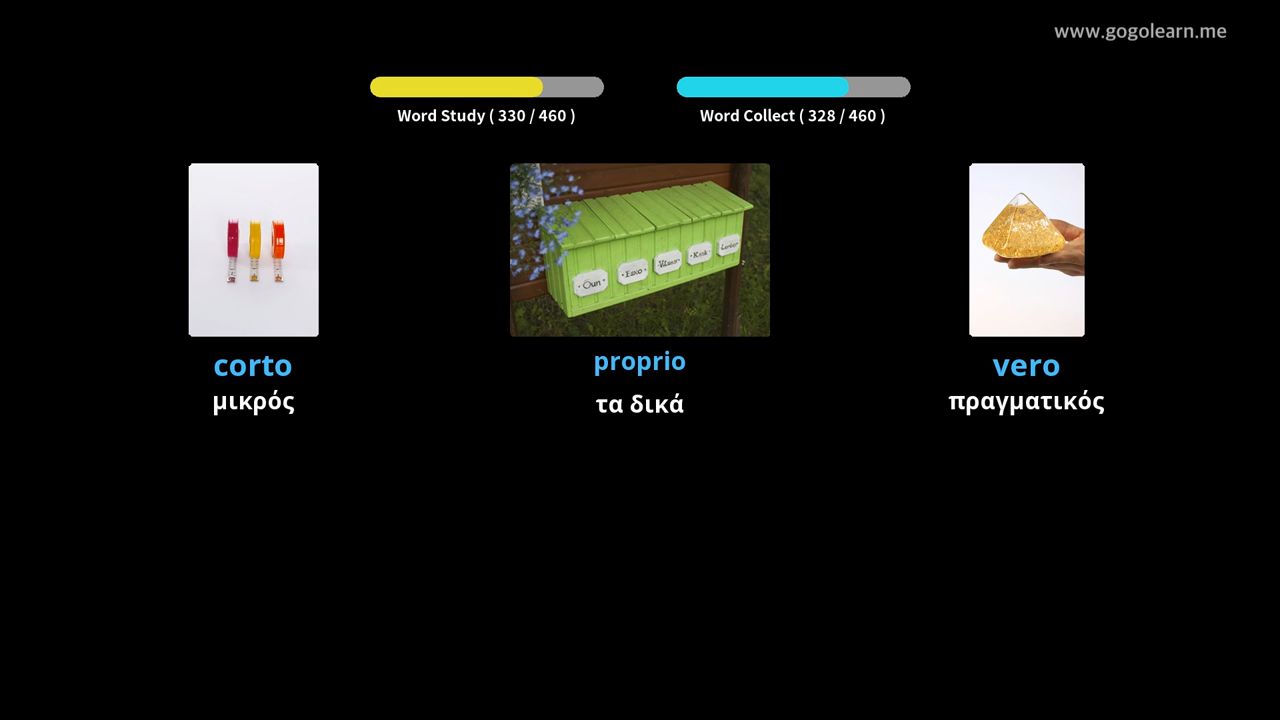 www.gogolearn.me
Word Study ( 330 / 460 )
Word Collect ( 328 / 460 )
corto
μικρός
proprio
τα δικά
vero
πραγματικός